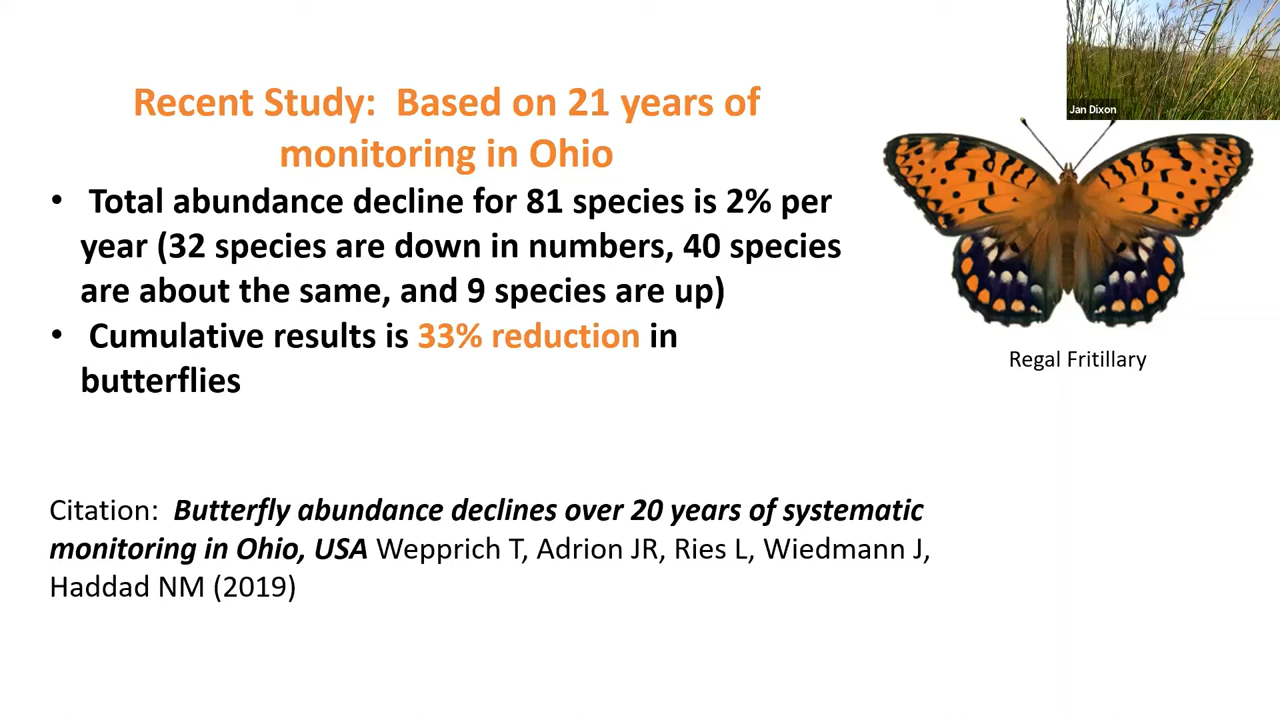 Jan Dixon
Recent Study:  Based on 21 years of
monitoring in Ohio
• Total abundance decline for 81 species is 2% per
year (32 species are down in numbers, 40 species
are about the same, and 9 species are up)
• Cumulative results is 33% reduction in
butterflies
Regal Fritillary
Citation:  Butterfly abundance declines over 20 years of systematic
monitoring in Ohio, USA Wepprich T, Adrion JR, Ries L, Wiedmann J,
Haddad NM (2019)